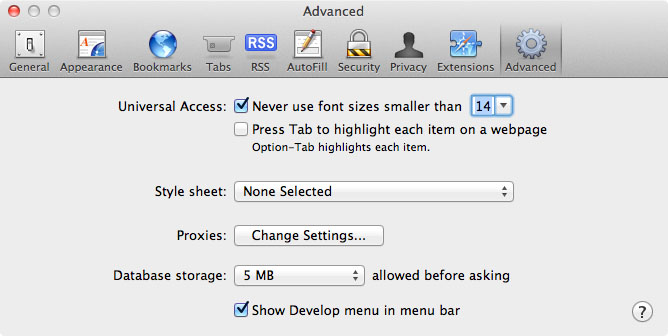 Advanced
General Appearance Bookmarks Tabs RSS RSS AutoFill Security Privacy Extensions Advanced
Universal Access: Never use font sizes smaller than 14
Press Tab to highlight each item on a webpage
Option-Tab highlights each item.
Style sheet: None Selected
Proxies: Change Settings...
Database storage: 5 MB allowed before asking
Show Develop menu in menu bar ?